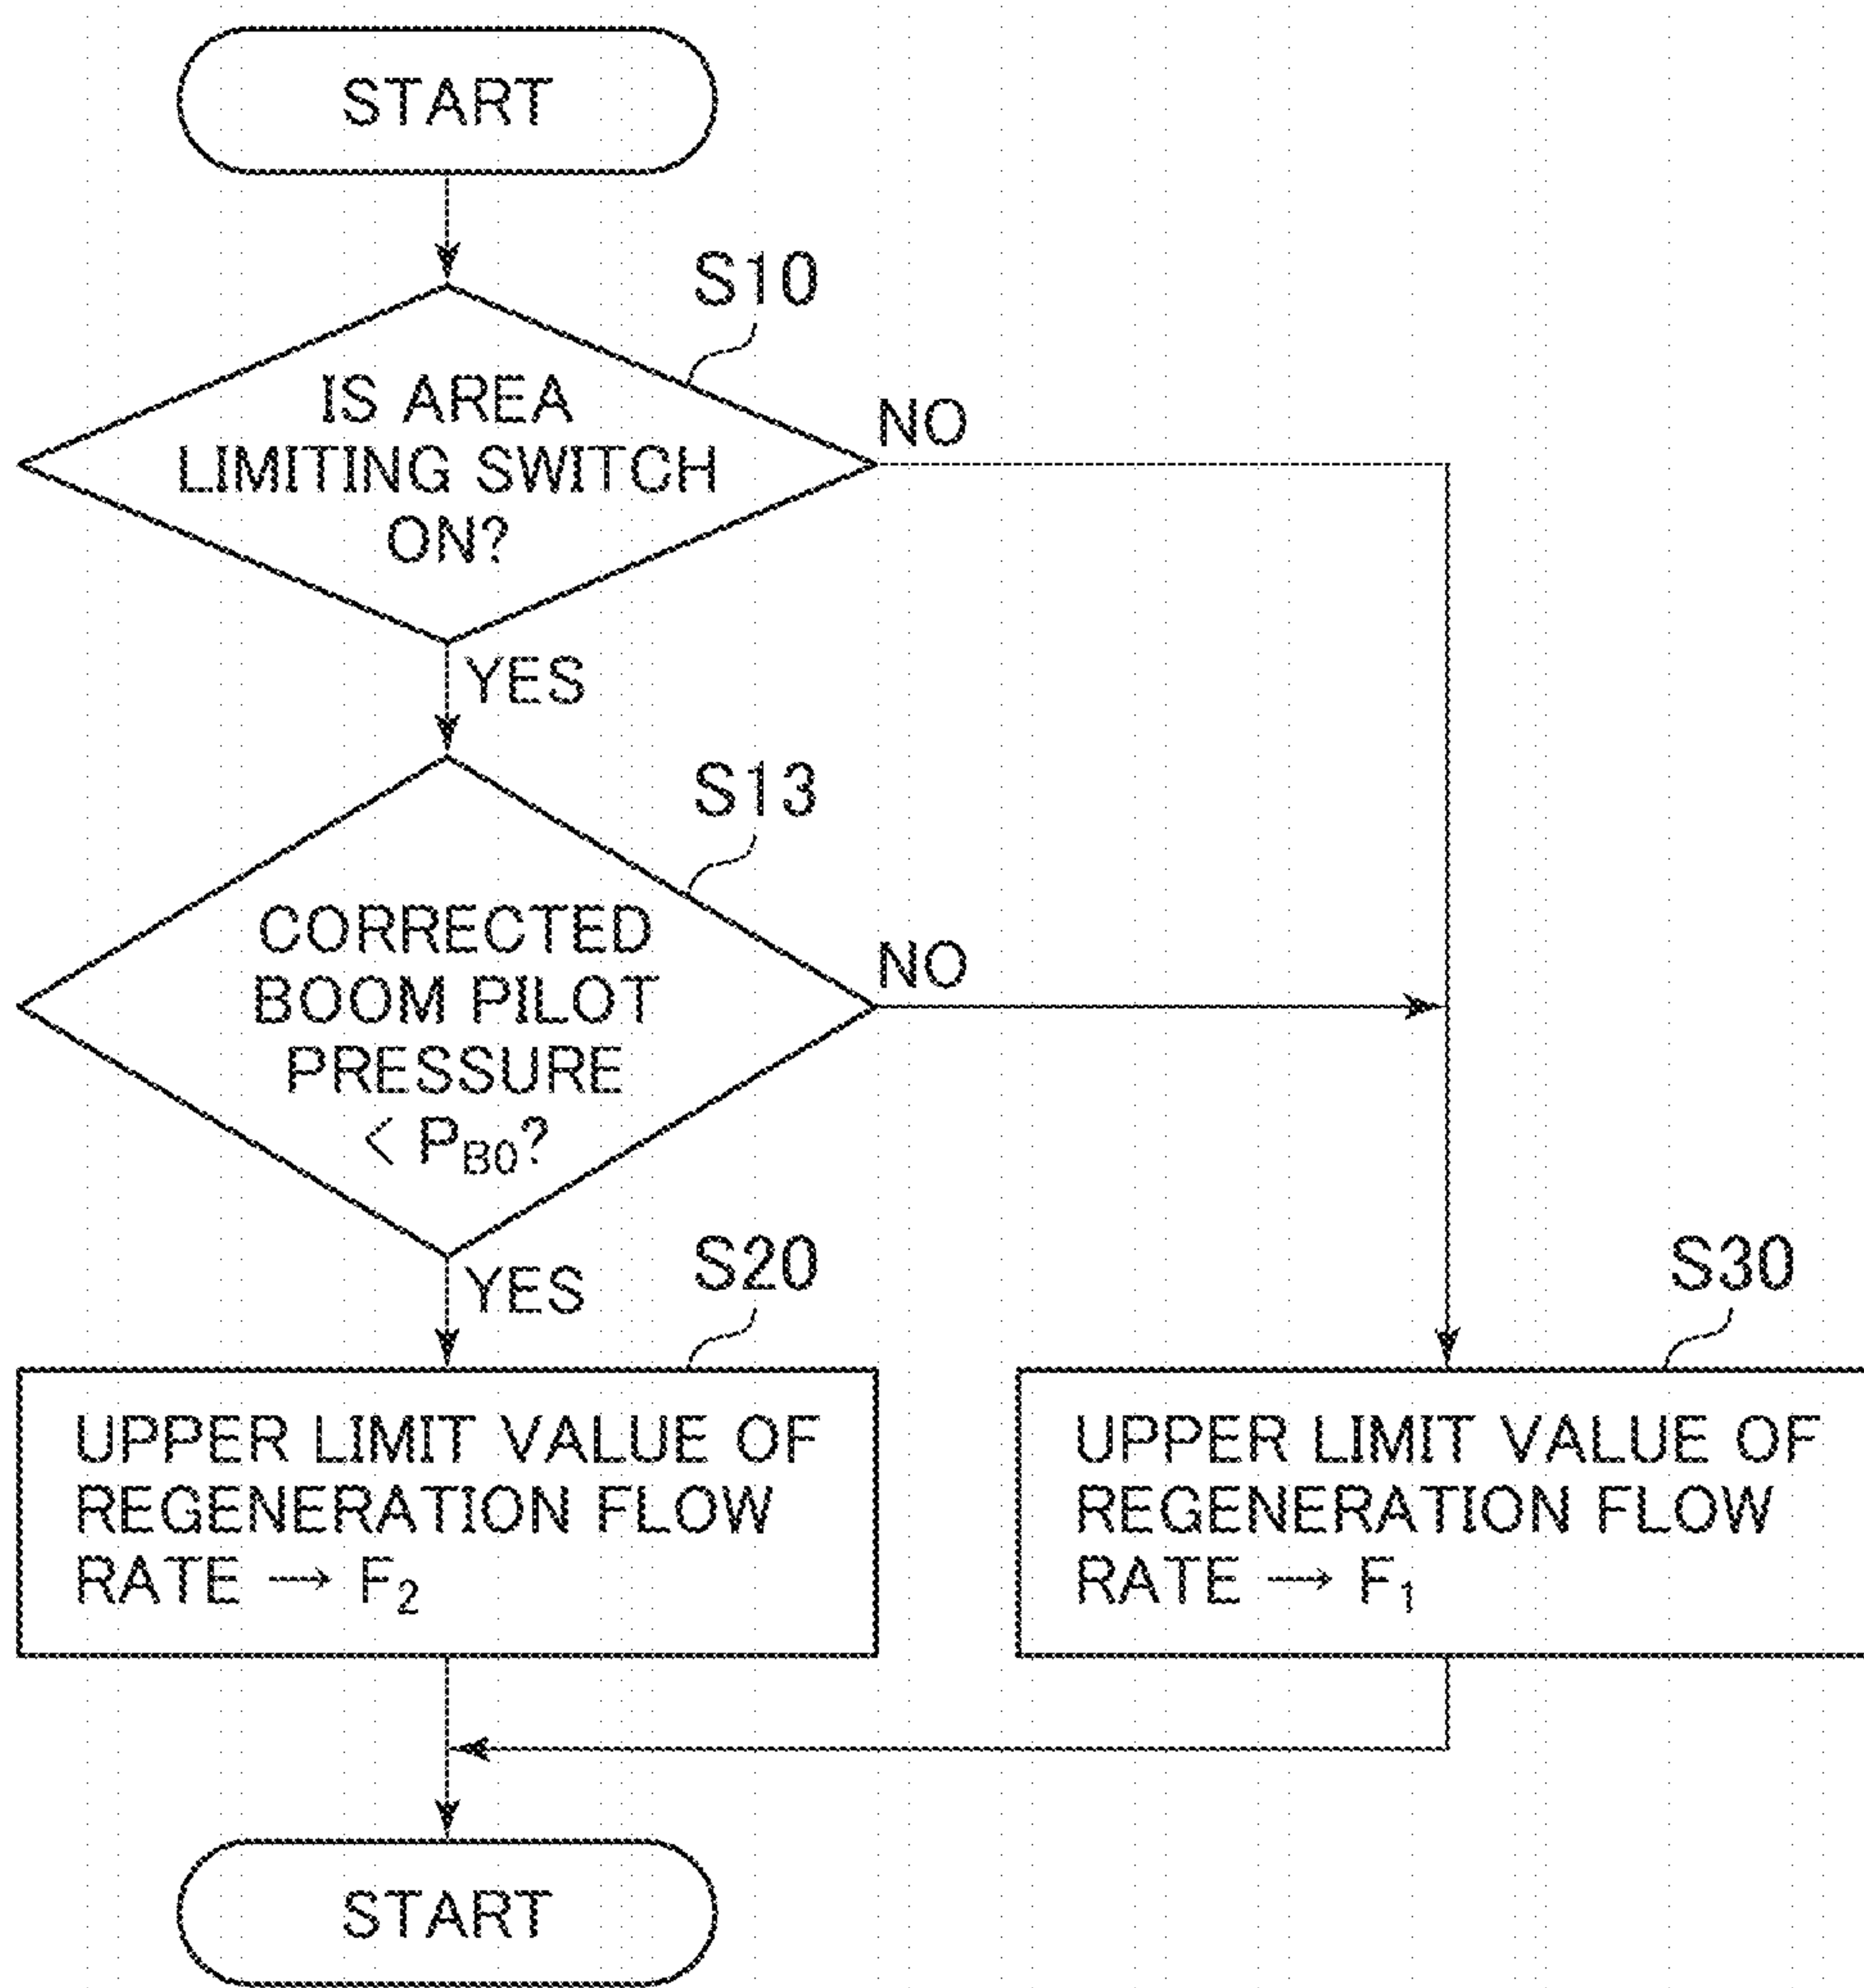 START
S10
IS AREA
LIMITING SWITCH
ON?
NO
YES
S13
CORRECTED
BOOM PILOT
PRESSURE
< P_B0?
NO
YES
S20
UPPER LIMIT VALUE OF
REGENERATION FLOW
RATE → F₂
S30
UPPER LIMIT VALUE OF
REGENERATION FLOW
RATE → F₁
START